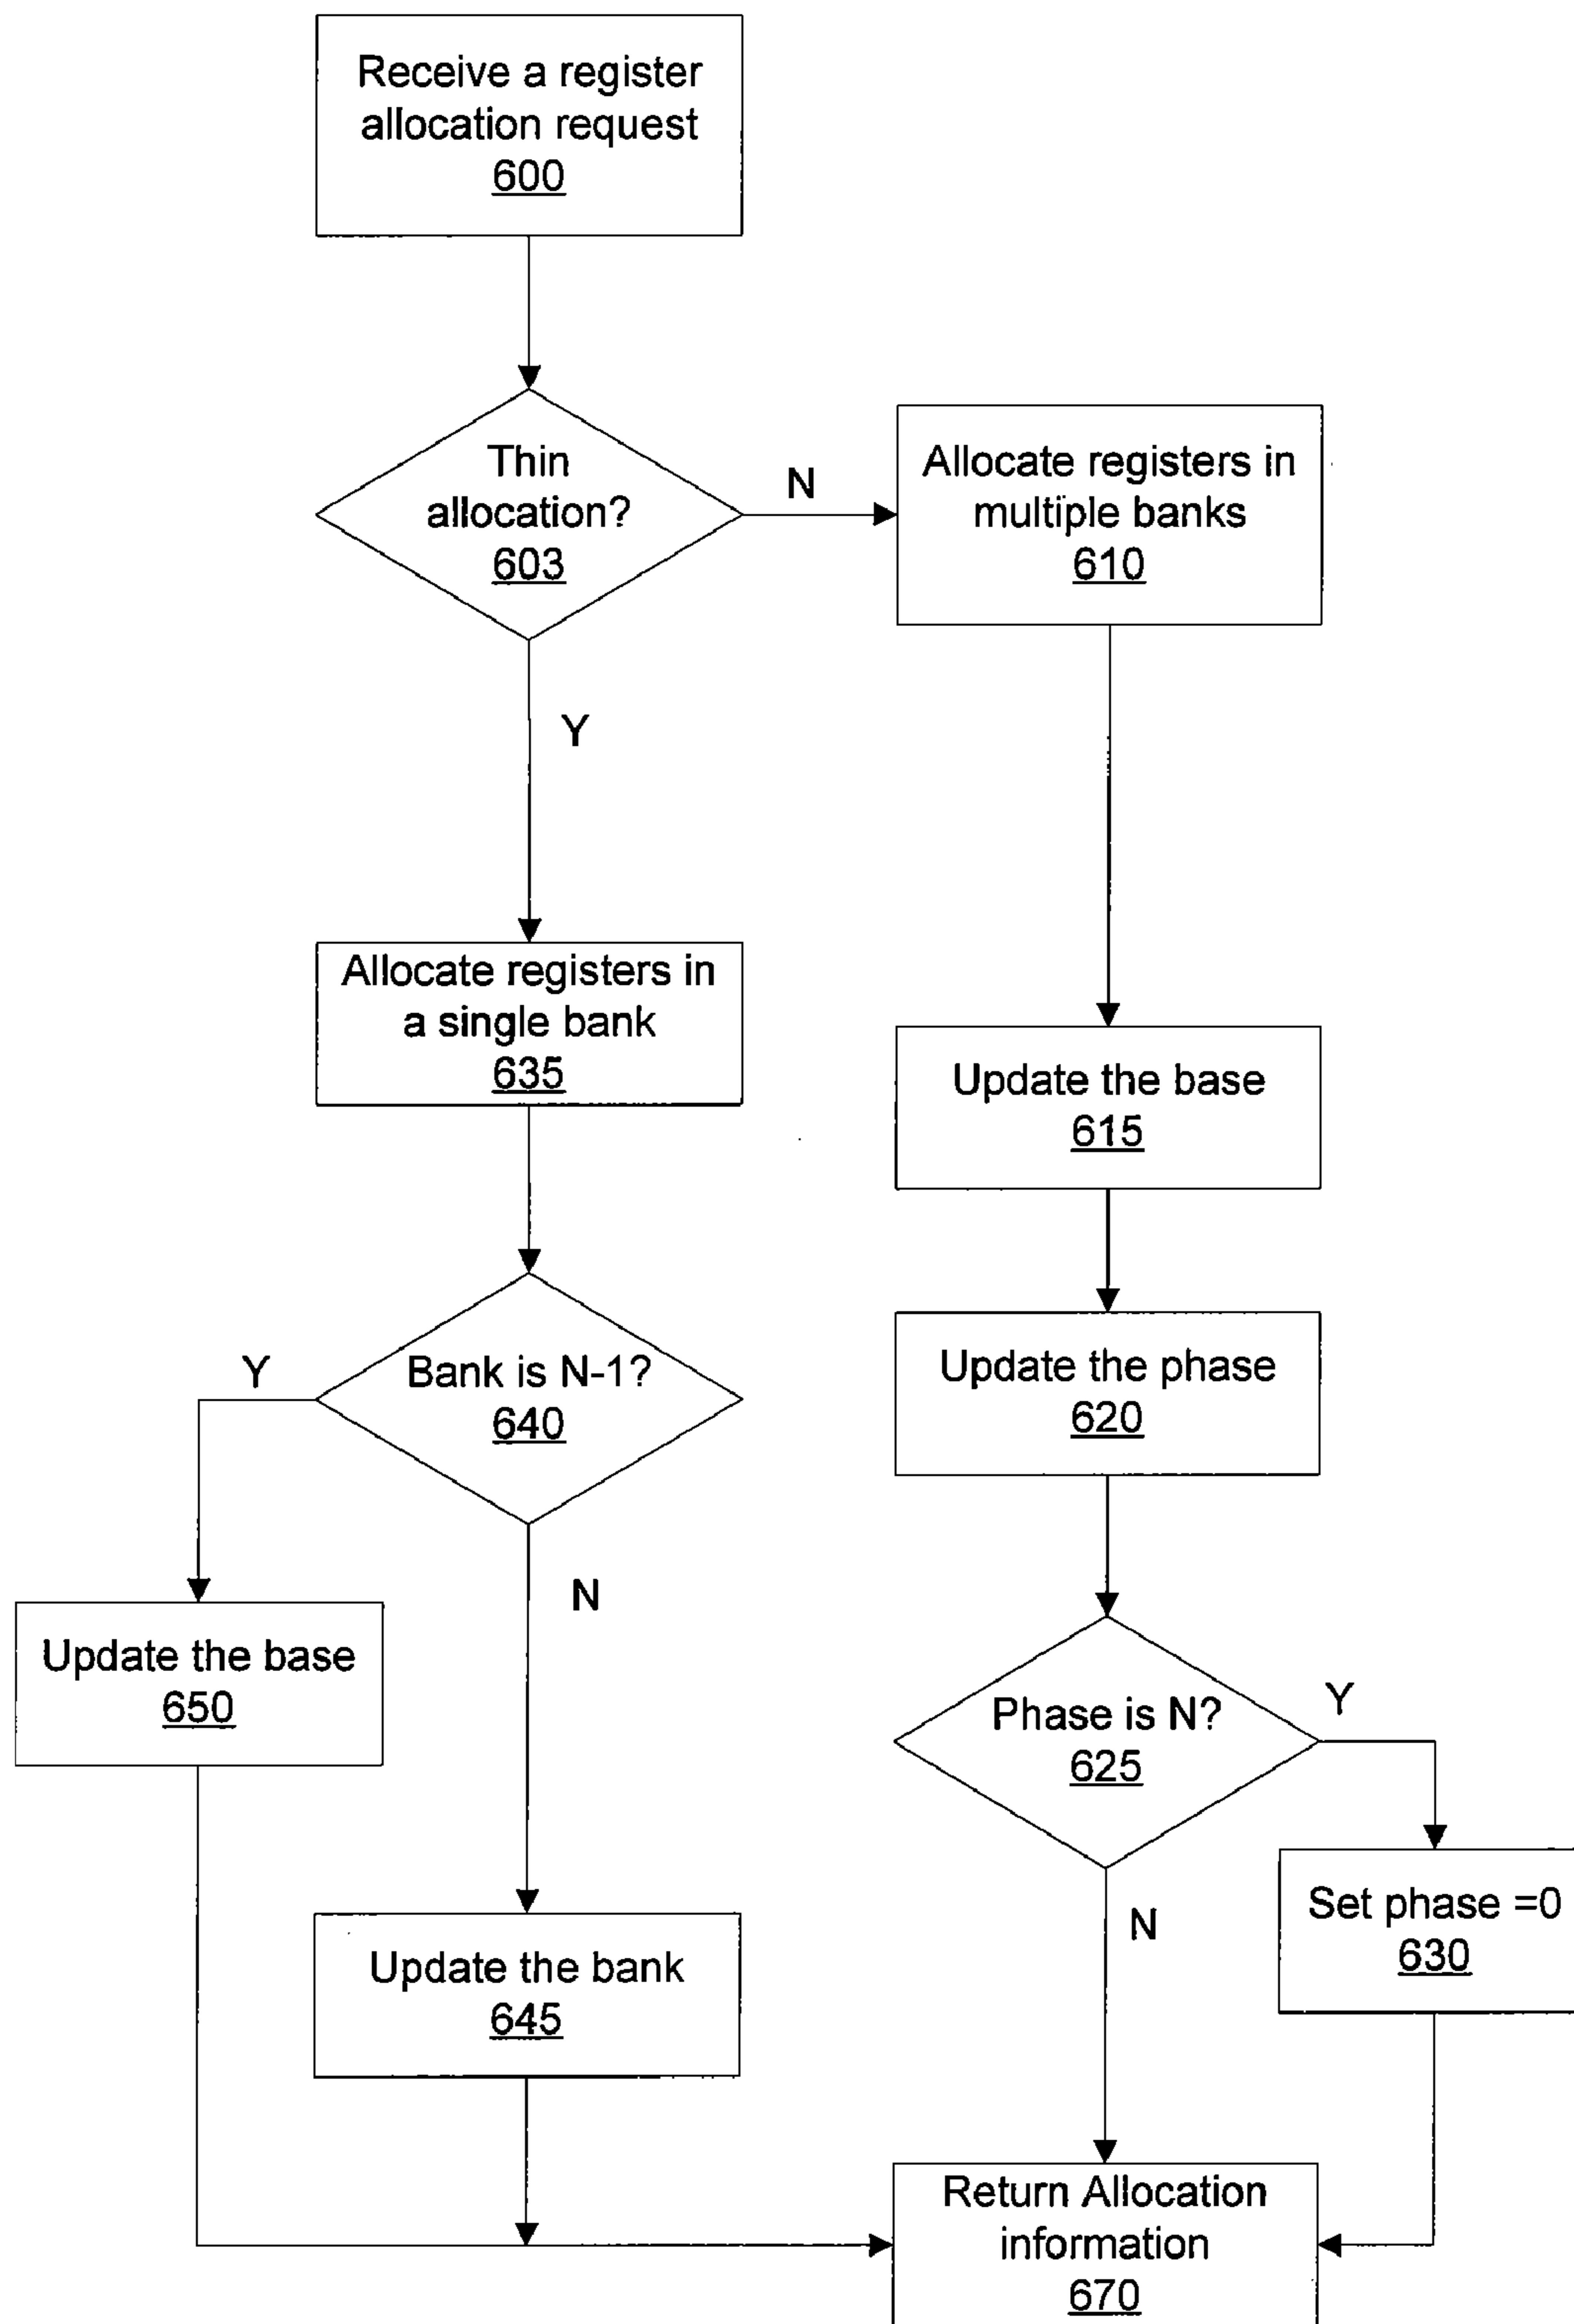 Receive a register
allocation request
600
Thin
allocation?
603
N
Allocate registers in
multiple banks
610
Y
Allocate registers in
a single bank
635
Update the base
615
Bank is N-1?
640
Y
N
Update the phase
620
Update the base
650
Phase is N?
625
Y
N
Update the bank
645
Set phase =0
630
Return Allocation
information
670